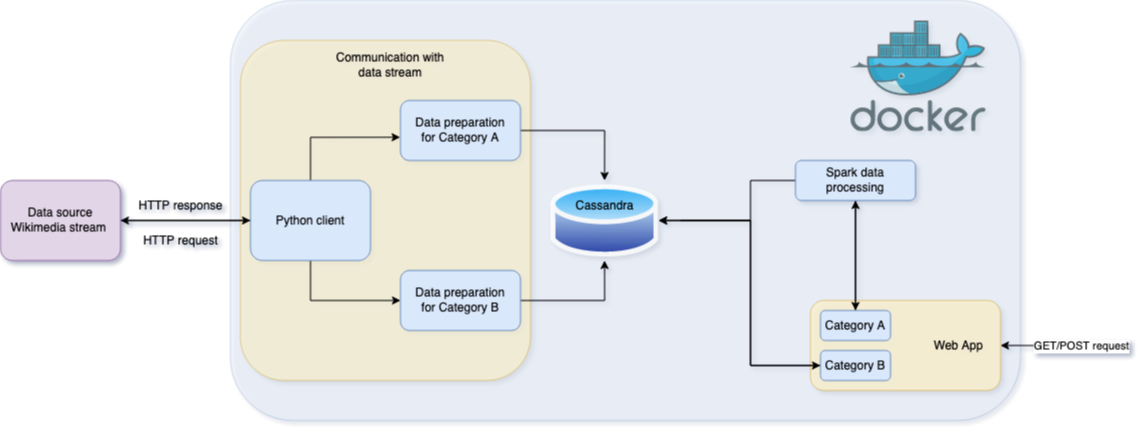 Communication with
data stream
docker
Data preparation
for Category A
Spark data
processing
Data source
Wikimedia stream
HTTP response
HTTP request
Python client
Cassandra
Data preparation
for Category B
Category A
Category B
Web App
GET/POST request